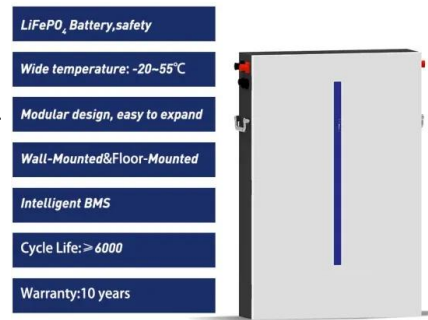 LiFePO₄ Battery,safety
Wide temperature: -20~55℃
Modular design, easy to expand
Wall-Mounted&Floor-Mounted
Intelligent BMS
Cycle Life:≥6000
Warranty:10 years